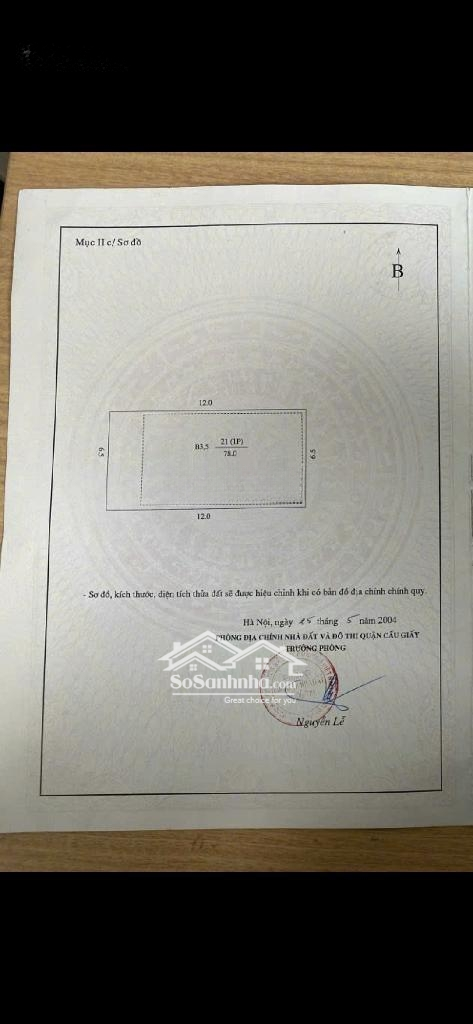 Mục II c/ Sơ đồ
B
12.0
6.5
B3,5 21 (1P)
78.0
6.5
12.0
- Sơ đồ, kích thước, diện tích thửa đất sẽ được hiệu chỉnh khi có bản đồ địa chính chính quy.
Hà Nội, ngày 25 tháng 5 năm 2004
PHÒNG ĐỊA CHÍNH NHÀ ĐẤT VÀ ĐÔ THỊ QUẬN CẦU GIẤY
TRƯỞNG PHÒNG
SoSanhnha.com
Great choice for you
Nguyễn Lễ